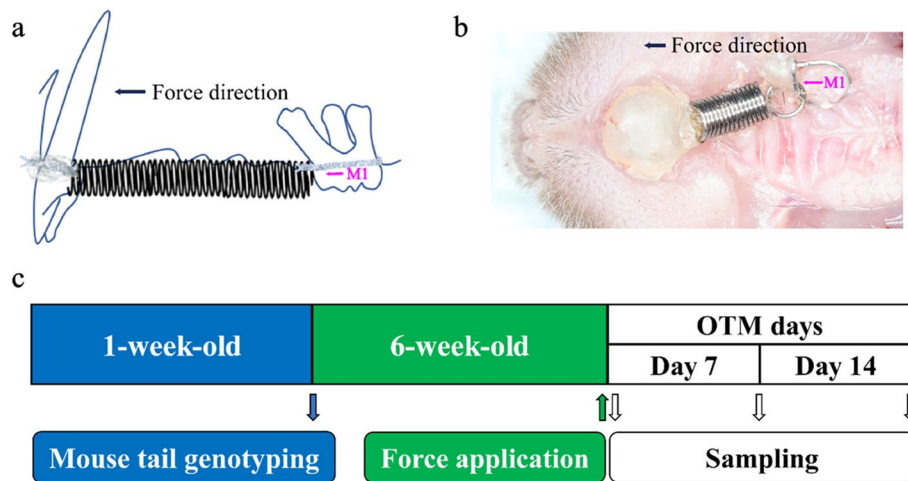 a
Force direction
M1
b
Force direction
M1
c
1-week-old
6-week-old
OTM days
Day 7
Day 14
Mouse tail genotyping
Force application
Sampling